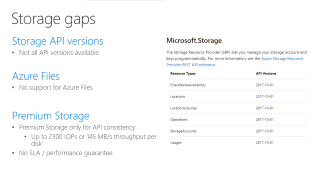 Storage gaps
Storage API versions
• Not all API versions available
Azure Files
• No support for Azure Files
Premium Storage
• Premium Storage only for API consistency
• Up to 2300 IOPs or 145 MB/s throughput per
disk
• No SLA / performance guarantee
Microsoft.Storage
The Storage Resource Provider (SRP) lets you manage your storage account and
keys programmatically. For more information, see the Azure Storage Resource
Provider REST API reference.
Resource Type API Versions
CheckNameAvailability 2017-10-01
Locations 2017-10-01
Locations/quotas 2017-10-01
Operations 2017-10-01
StorageAccounts 2017-10-01
Usages 2017-10-01